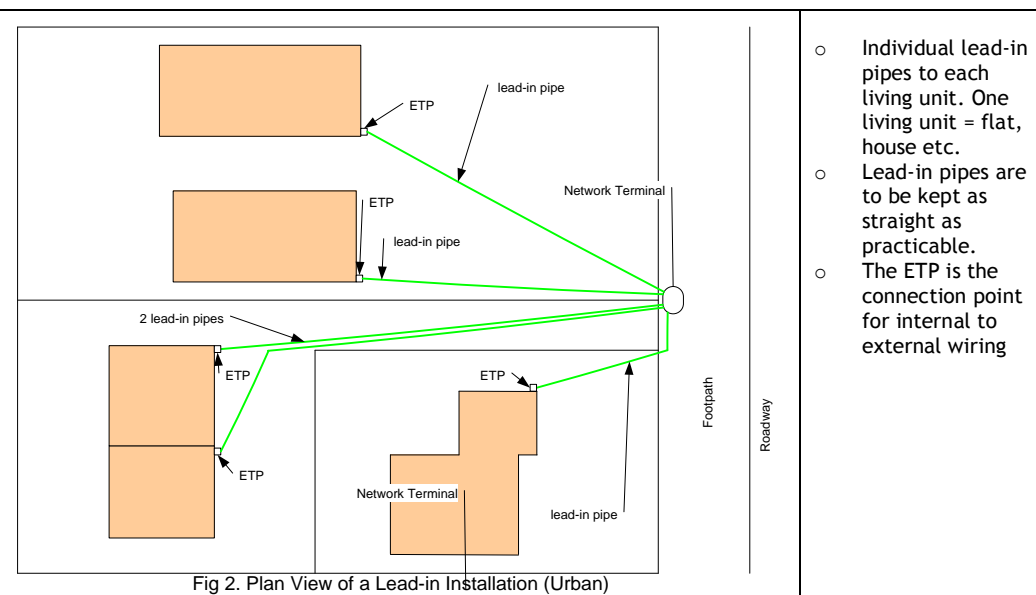 lead-in pipe
ETP
Network Terminal
ETP
lead-in pipe
2 lead-in pipes
ETP
ETP
ETP
Network Terminal
lead-in pipe
Footpath
Roadway
Fig 2. Plan View of a Lead-in Installation (Urban)
o Individual lead-in
pipes to each
living unit. One
living unit = flat,
house etc.
o Lead-in pipes are
to be kept as
straight as
practicable.
o The ETP is the
connection point
for internal to
external wiring